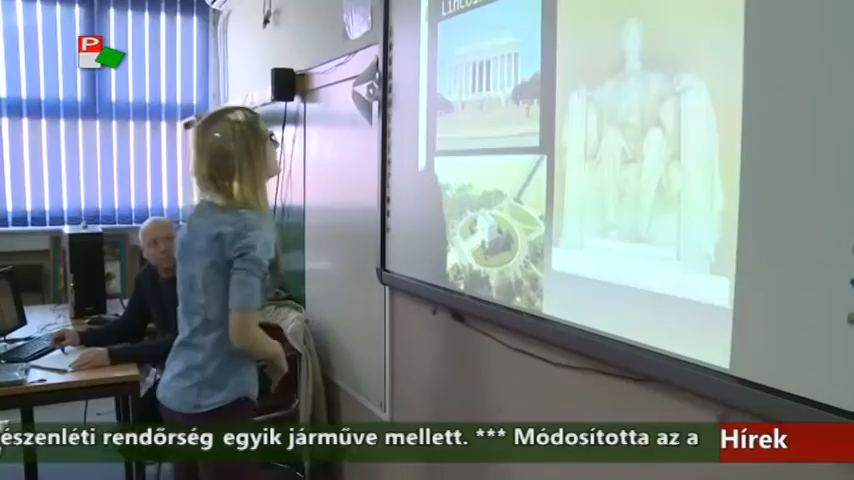 LINCOL
P
észenléti rendőrség egyik járműve mellett. *** Módosította az a
Hírek